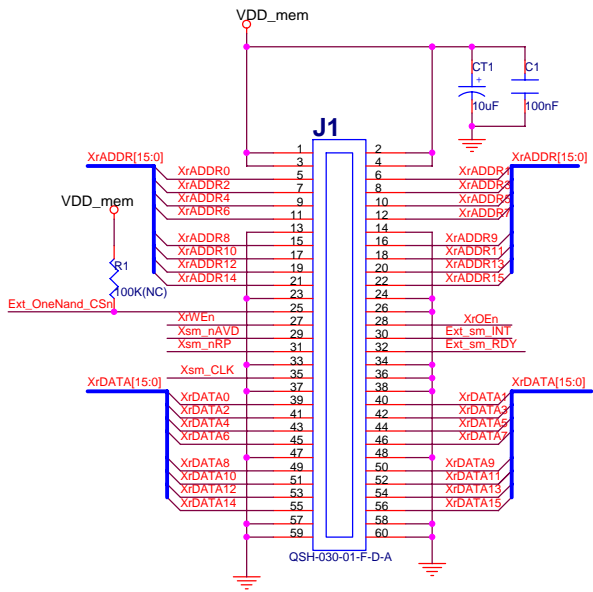 VDD_mem
CT1
C1
10uF
100nF
J1
XrADDR[15:0]
XrADDR[15:0]
1
2
3
4
XrADDR0
5
6
XrADDR1
XrADDR2
7
8
XrADDR3
XrADDR4
9
10
XrADDR5
XrADDR6
11
12
XrADDR7
VDD_mem
13
14
XrADDR8
15
16
XrADDR9
XrADDR10
17
18
XrADDR11
XrADDR12
19
20
XrADDR13
XrADDR14
21
22
XrADDR15
R1
100K(NC)
23
24
Ext_OneNand_CSn
25
26
XrWEn
27
28
XrOEn
Xsm_nAVD
29
30
Ext_sm_INT
Xsm_nRP
31
32
Ext_sm_RDY
33
34
Xsm_CLK
35
36
37
38
XrDATA[15:0]
XrDATA[15:0]
XrDATA0
39
40
XrDATA1
XrDATA2
41
42
XrDATA3
XrDATA4
43
44
XrDATA5
XrDATA6
45
46
XrDATA7
47
48
XrDATA8
49
50
XrDATA9
XrDATA10
51
52
XrDATA11
XrDATA12
53
54
XrDATA13
XrDATA14
55
56
XrDATA15
57
58
59
60
QSH-030-01-F-D-A